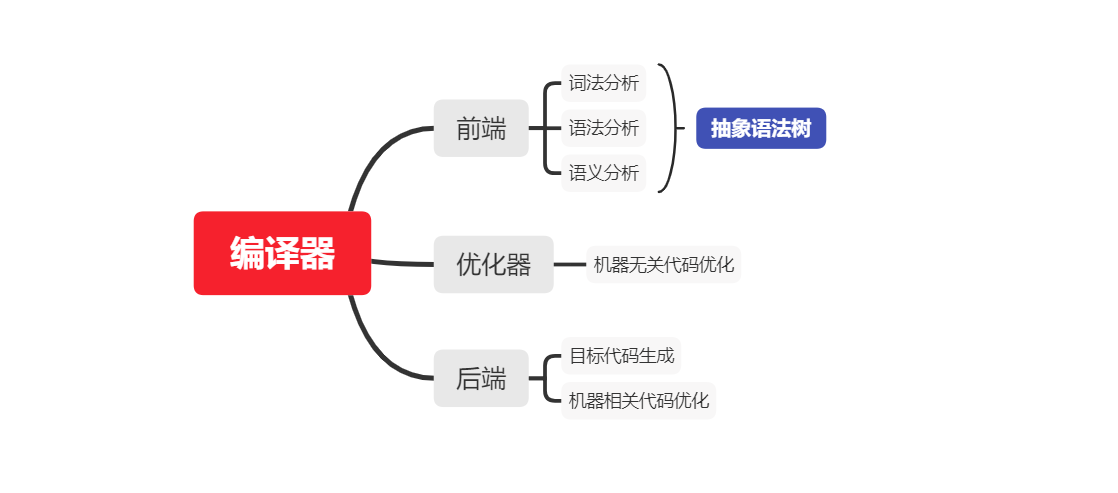 编译器
前端
词法分析
语法分析
语义分析
抽象语法树
优化器
机器无关代码优化
后端
目标代码生成
机器相关代码优化